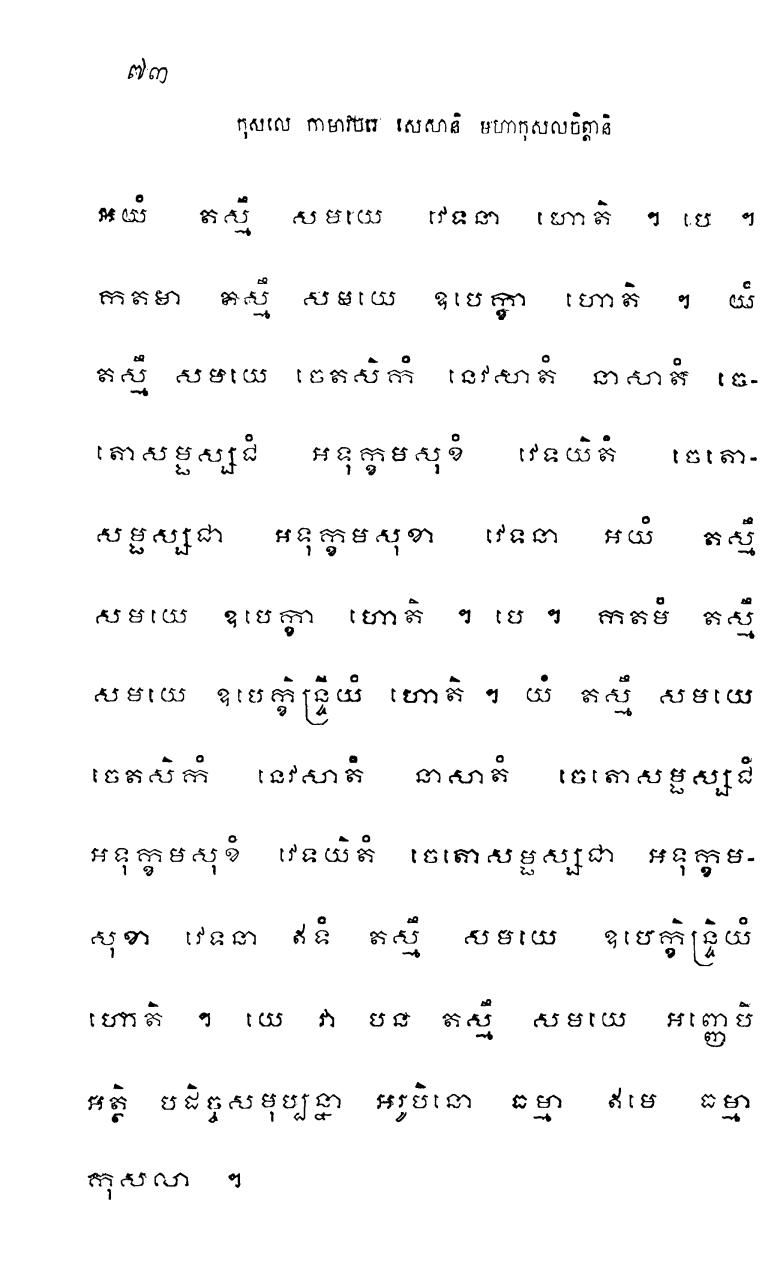 ៧៣
កុសលេ កាមាវចរេ សេសានិ មហាកុសលចិត្តានិ
អយំ តស្មឹ សមយេ វេទនា ហោតិ ។ បេ ។
កតមា តស្មឹ សមយេ ឧបេក្ខា ហោតិ ។ យំ
តស្មឹ សមយេ ចេតសិកំ នេវសាតំ នាសាតំ ចេ-
តោសម្ផស្សជំ អទុក្ខមសុខំ វេទយិតំ ចេតោ-
សម្ផស្សជា អទុក្ខមសុខា វេទនា អយំ តស្មឹ
សមយេ ឧបេក្ខា ហោតិ ។ បេ ។ កតមំ តស្មឹ
សមយេ ឧបេក្ខិន្ទ្រិយំ ហោតិ ។ យំ តស្មឹ សមយេ
ចេតសិកំ នេវសាតំ នាសាតំ ចេតោសម្ផស្សជំ
អទុក្ខមសុខំ វេទយិតំ ចេតោសម្ផស្សជា អទុក្ខម-
សុខា វេទនា ឥទំ តស្មឹ សមយេ ឧបេក្ខិន្ទ្រិយំ
ហោតិ ។ យេ វា បន តស្មឹ សមយេ អញ្ញេបិ
អត្ថិ បដិច្ចសមុប្បន្នា អរូបិនោ ធម្មា ឥមេ ធម្មា
កុសលា ។